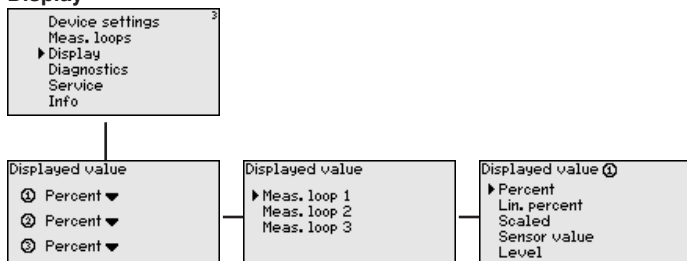 Display
Device settings 3
Meas. loops
Display
Diagnostics
Service
Info
Displayed value
① Percent
② Percent
③ Percent
Displayed value
Meas. loop 1
Meas. loop 2
Meas. loop 3
Displayed value ①
Percent
Lin. percent
Scaled
Sensor value
Level